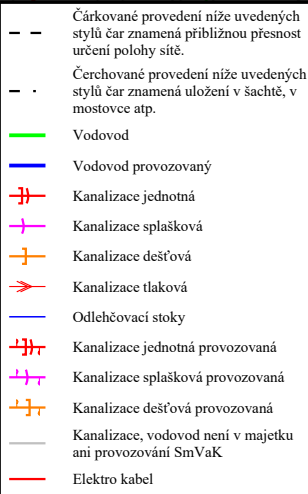 Čárkované provedení níže uvedených
stylů čar znamená přibližnou přesnost
určení polohy sítě.
Čerchované provedení níže uvedených
stylů čar znamená uložení v šachtě, v
mostovce atp.
Vodovod
Vodovod provozovaný
Kanalizace jednotná
Kanalizace splašková
Kanalizace dešťová
Kanalizace tlaková
Odlehčovací stoky
Kanalizace jednotná provozovaná
Kanalizace splašková provozovaná
Kanalizace dešťová provozovaná
Kanalizace, vodovod není v majetku
ani provozování SmVaK
Elektro kabel